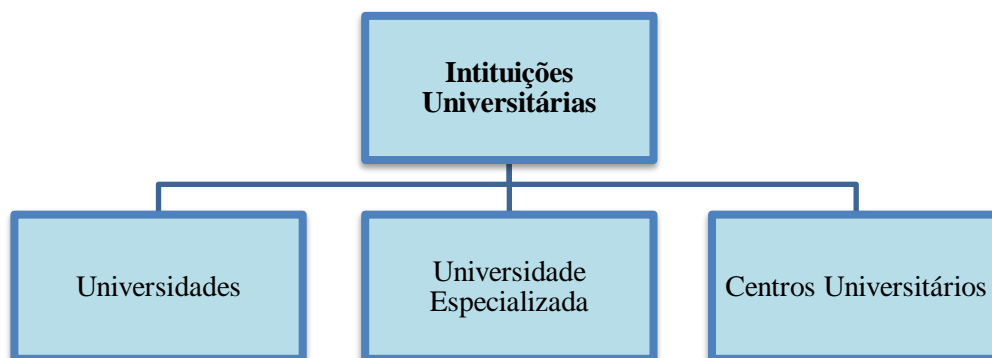 Intituições
Universitárias
Universidades
Universidade
Especializada
Centros Universitários